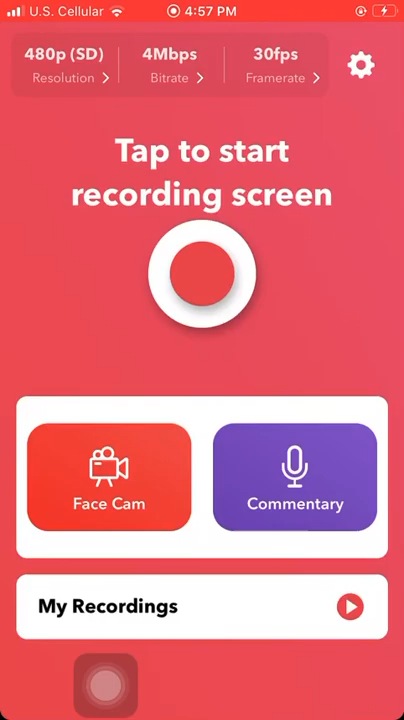 U.S. Cellular 4:57 PM
480p (SD) 4Mbps 30fps
Resolution Bitrate Framerate
Tap to start
recording screen
Face Cam Commentary
My Recordings